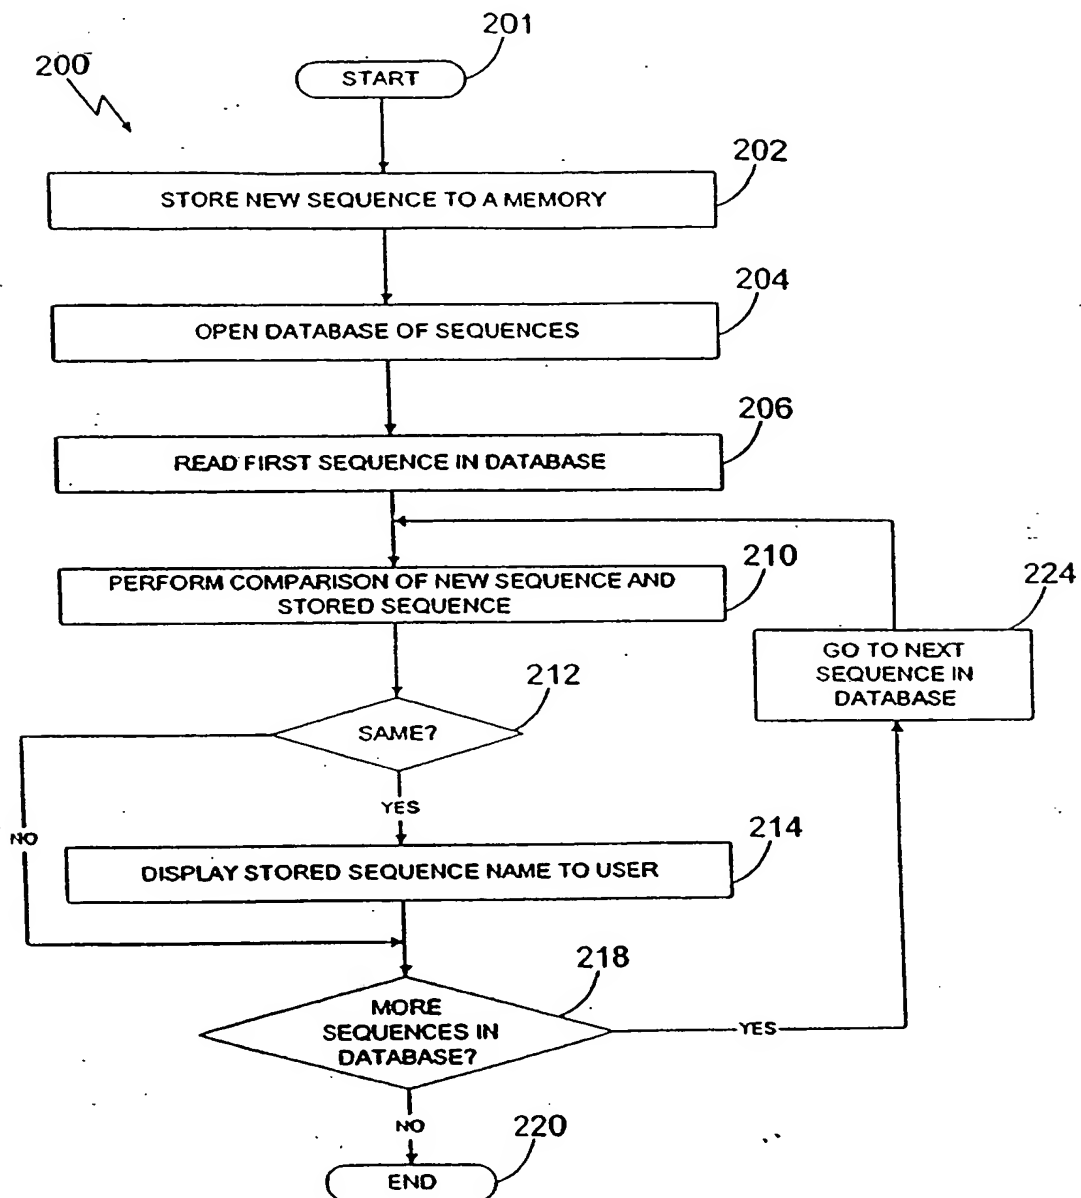 201
200
START
202
STORE NEW SEQUENCE TO A MEMORY
204
OPEN DATABASE OF SEQUENCES
206
READ FIRST SEQUENCE IN DATABASE
210
PERFORM COMPARISON OF NEW SEQUENCE AND
STORED SEQUENCE
224
GO TO NEXT
SEQUENCE IN
DATABASE
212
SAME?
YES
NO
214
DISPLAY STORED SEQUENCE NAME TO USER
218
MORE
SEQUENCES IN
DATABASE?
YES
NO
220
END